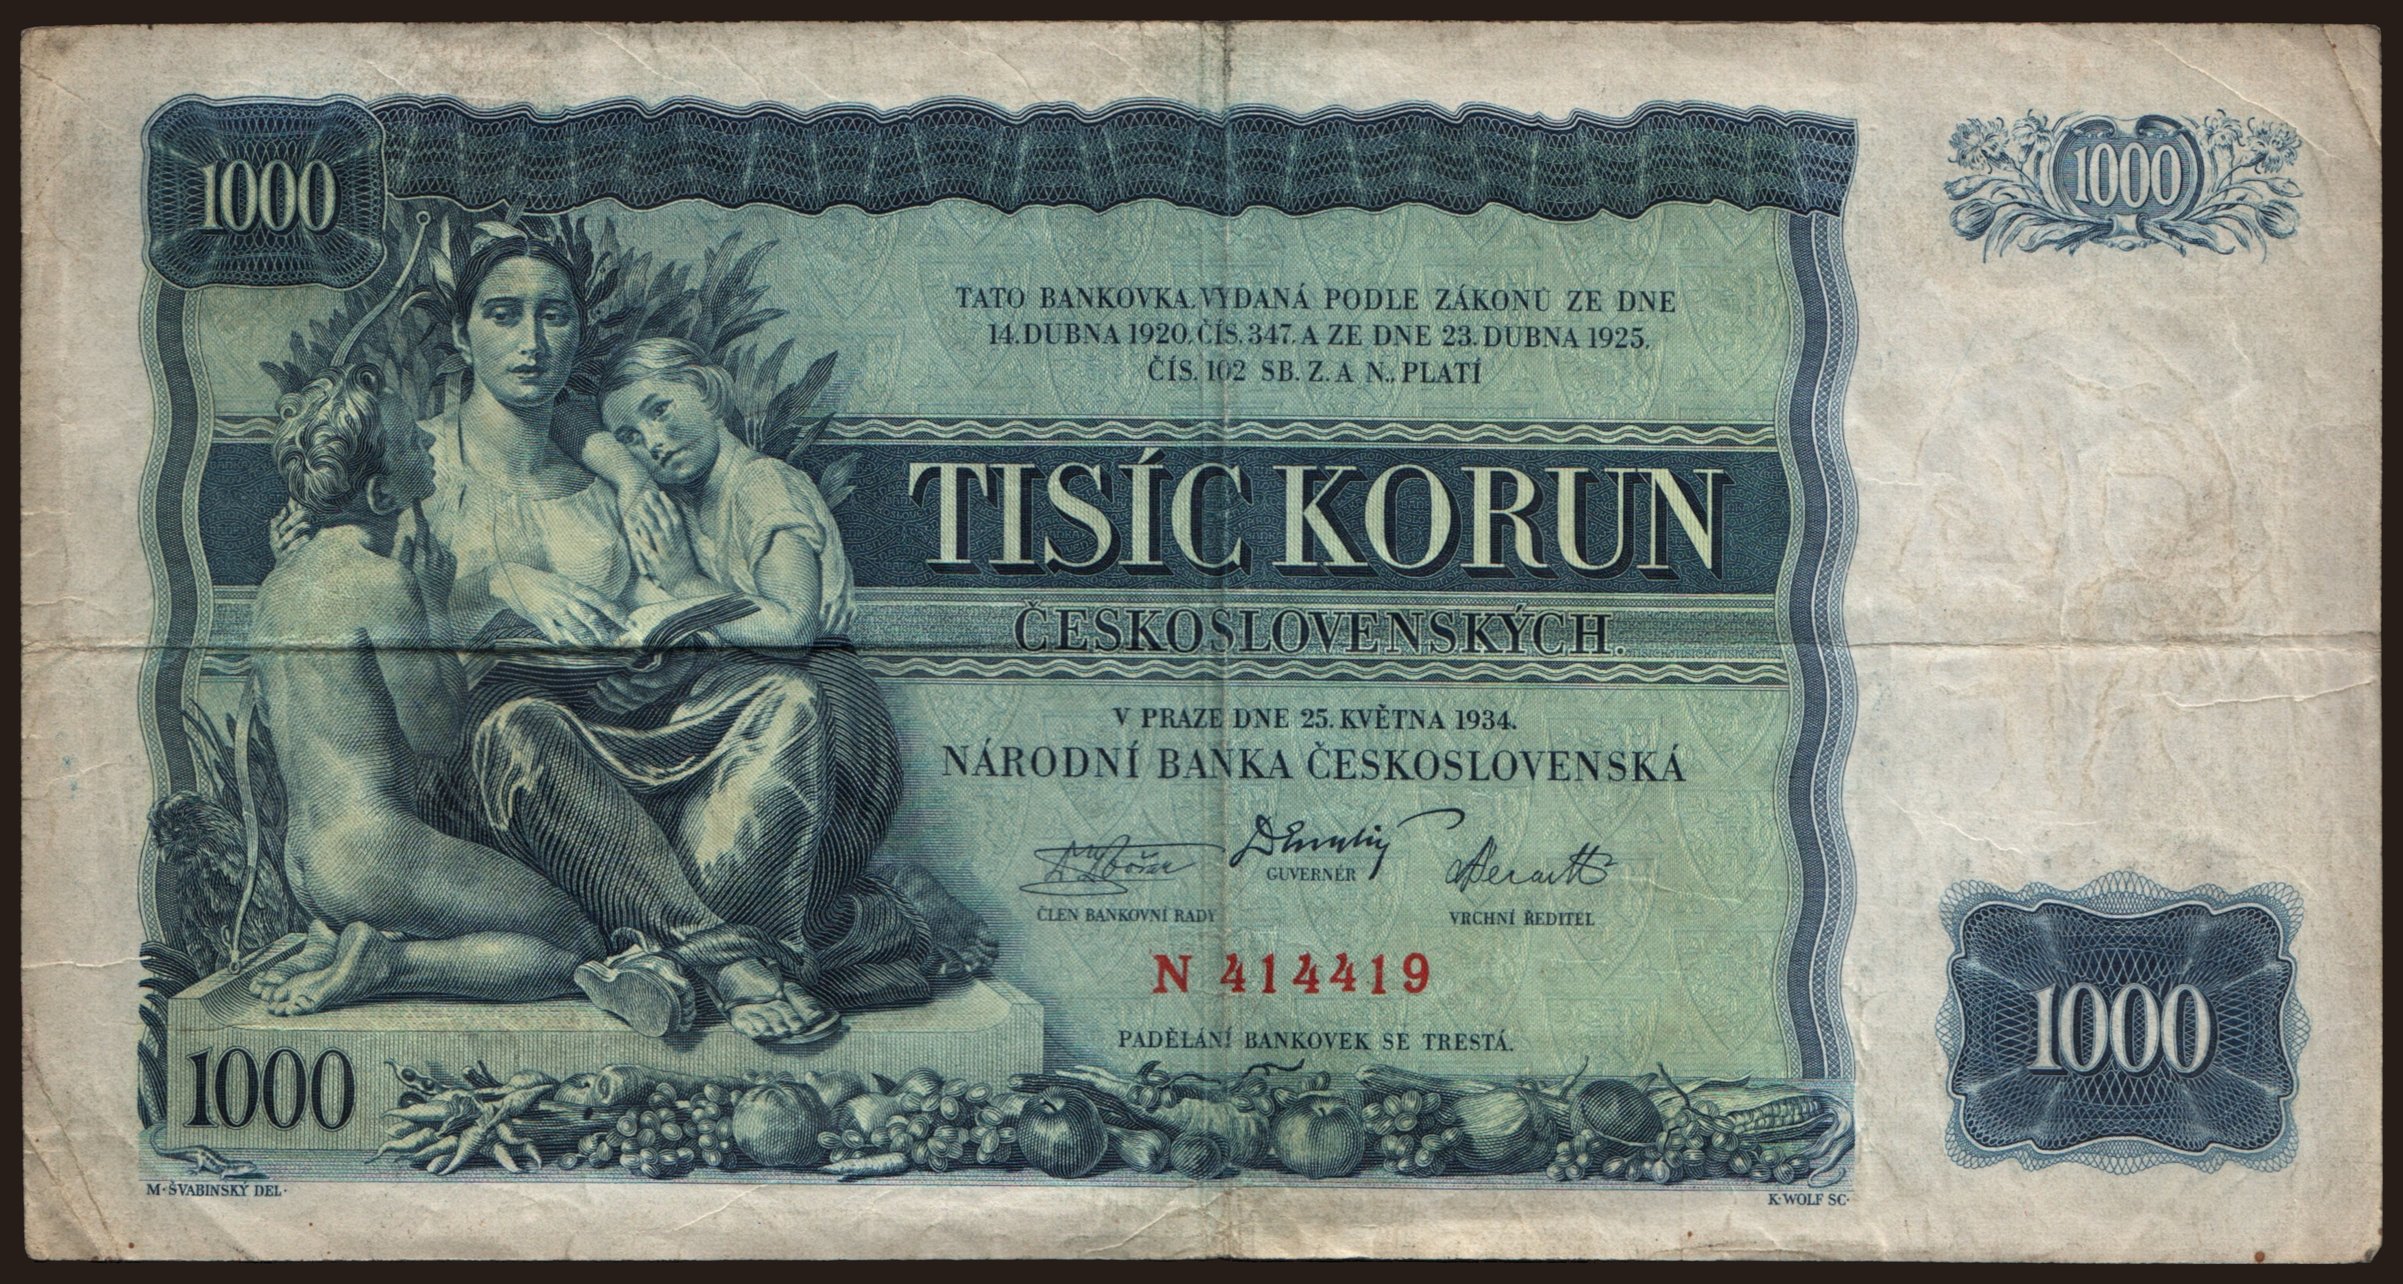 1000
1000
TATO BANKOVKA, VYDANÁ PODLE ZÁKONŮ ZE DNE
14. DUBNA 1920, ČÍS. 347. A ZE DNE 23. DUBNA 1925,
ČÍS. 102 SB. Z. A N., PLATÍ
TISÍC KORUN
ČESKOSLOVENSKÝCH.
V PRAZE DNE 25. KVĚTNA 1934.
NÁRODNÍ BANKA ČESKOSLOVENSKÁ
GUVERNÉR
ČLEN BANKOVNÍ RADY
VRCHNÍ ŘEDITEL
N 414419
PADĚLÁNÍ BANKOVEK SE TRESTÁ.
1000
1000
M·ŠVABINSKÝ DEL·
K·WOLF SC·